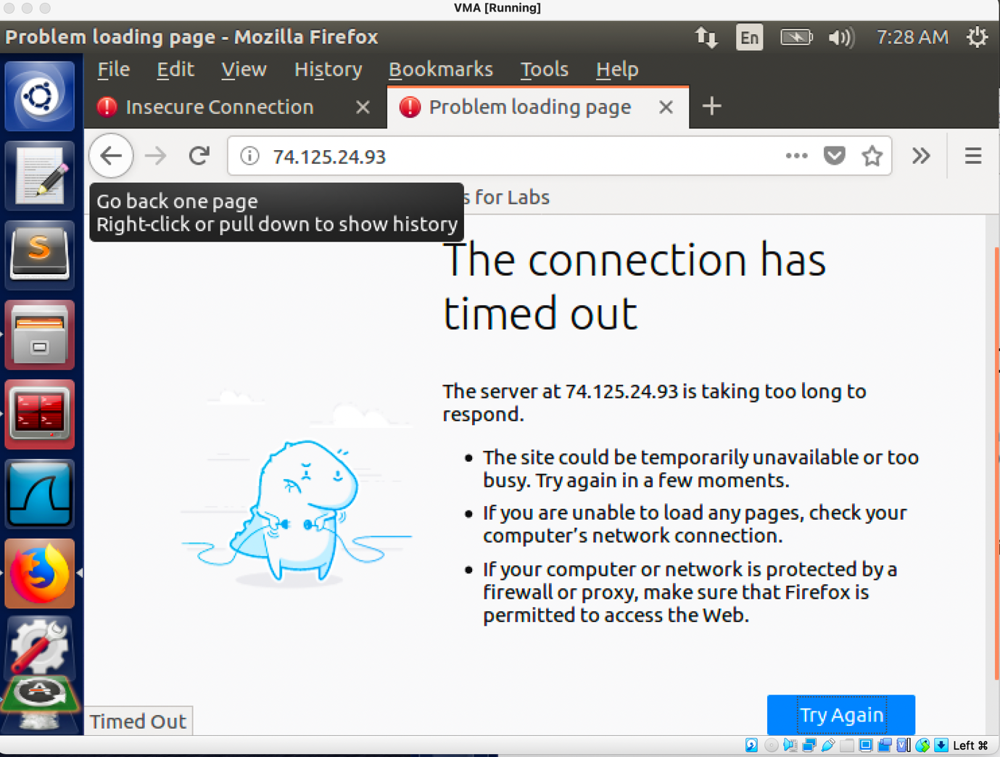 VMA [Running]
Problem loading page - Mozilla Firefox
En
7:28 AM
File Edit View History Bookmarks Tools Help
Insecure Connection
Problem loading page
74.125.24.93
Go back one page
Right-click or pull down to show history
s for Labs
The connection has
timed out
The server at 74.125.24.93 is taking too long to
respond.
The site could be temporarily unavailable or too
busy. Try again in a few moments.
If you are unable to load any pages, check your
computer’s network connection.
If your computer or network is protected by a
firewall or proxy, make sure that Firefox is
permitted to access the Web.
Try Again
Timed Out
Left ⌘